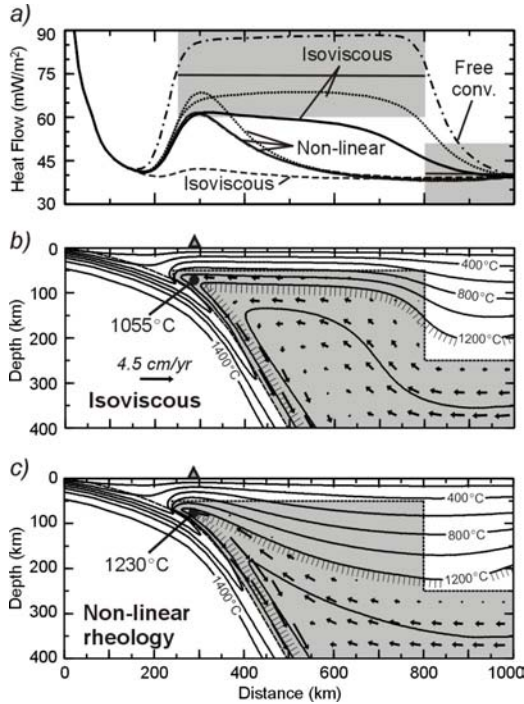 a)
90
75
60
45
30
Heat Flow (mW/m²)
Isoviscous
Free
conv.
Non-linear
Isoviscous
b)
0
100
200
300
400
Depth (km)
400°C
800°C
1200°C
1055°C
4.5 cm/yr
1400°C
Isoviscous
c)
0
100
200
300
400
Depth (km)
400°C
800°C
1200°C
1230°C
1400°C
Non-linear
rheology
0 200 400 600 800 1000
Distance (km)